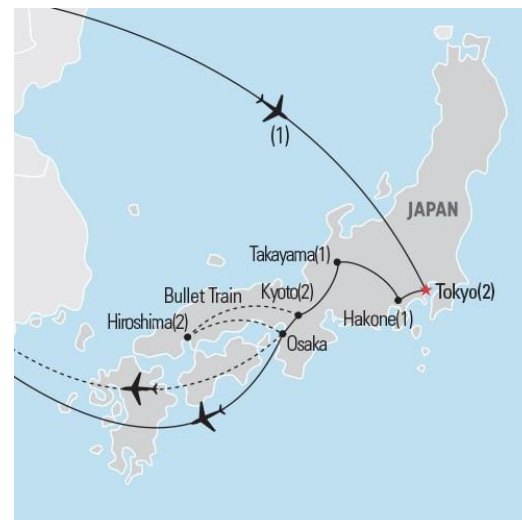 (1)
JAPAN
Takayama(1)
Bullet Train
Kyoto(2)
Tokyo(2)
Hiroshima(2)
Hakone(1)
Osaka